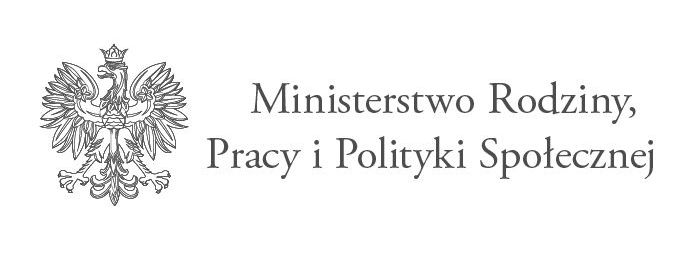 Ministerstwo Rodziny,
Pracy i Polityki Społecznej